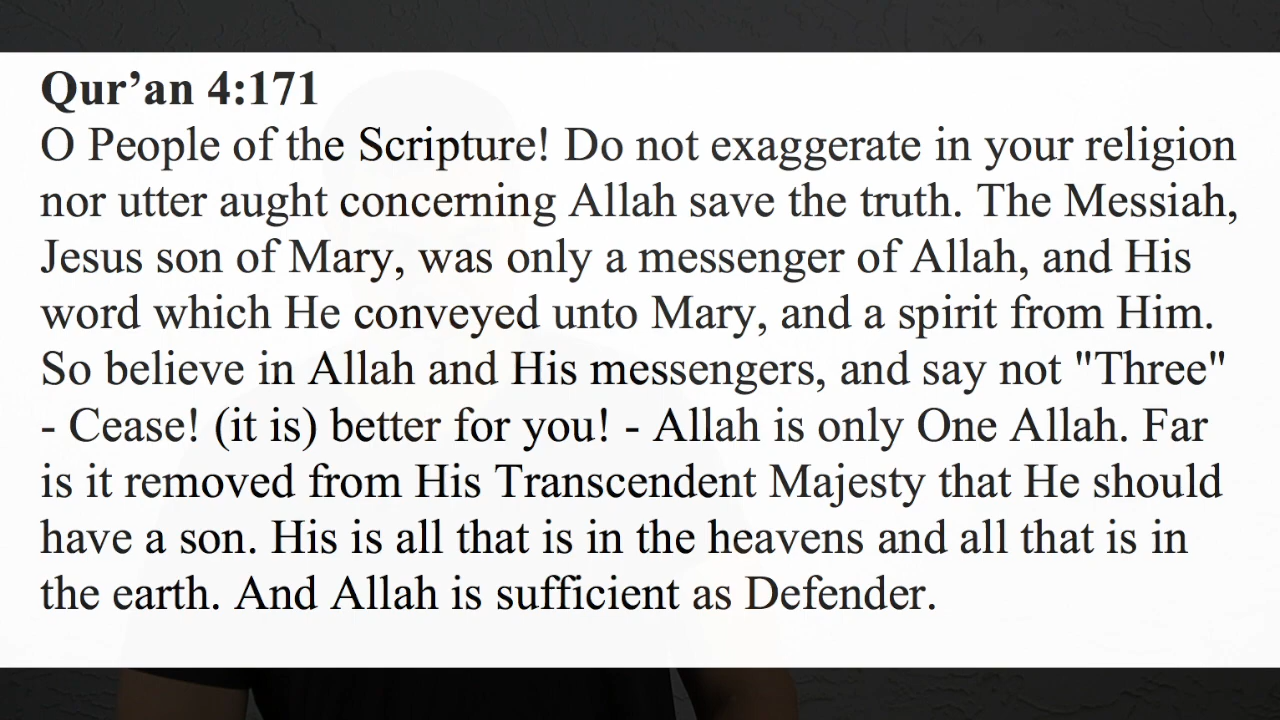 Qur’an 4:171
O People of the Scripture! Do not exaggerate in your religion
nor utter aught concerning Allah save the truth. The Messiah,
Jesus son of Mary, was only a messenger of Allah, and His
word which He conveyed unto Mary, and a spirit from Him.
So believe in Allah and His messengers, and say not "Three"
- Cease! (it is) better for you! - Allah is only One Allah. Far
is it removed from His Transcendent Majesty that He should
have a son. His is all that is in the heavens and all that is in
the earth. And Allah is sufficient as Defender.